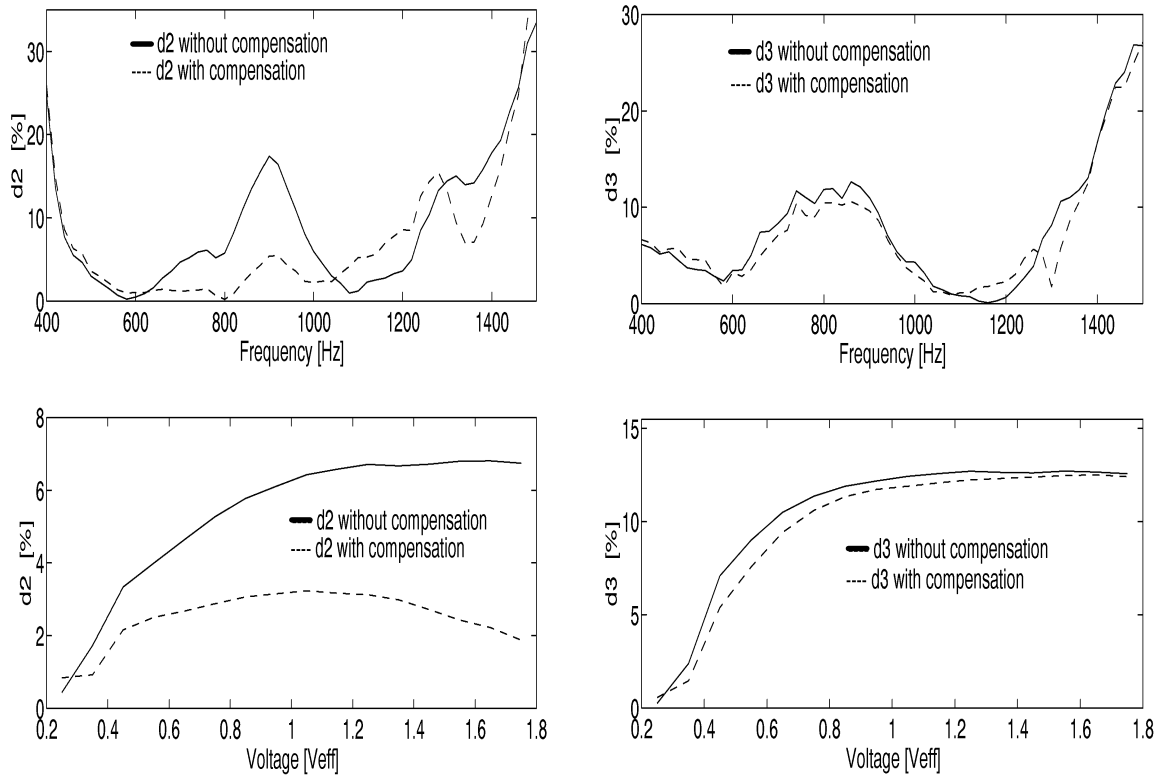 30
20
10
0
d2 [%]
d2 without compensation
d2 with compensation
400 600 800 1000 1200 1400
Frequency [Hz]
30
20
10
0
d3 [%]
d3 without compensation
d3 with compensation
400 600 800 1000 1200 1400
Frequency [Hz]
8
6
4
2
0
d2 [%]
d2 without compensation
d2 with compensation
0.2 0.4 0.6 0.8 1 1.2 1.4 1.6 1.8
Voltage [Veff]
15
10
5
0
d3 [%]
d3 without compensation
d3 with compensation
0.2 0.4 0.6 0.8 1 1.2 1.4 1.6 1.8
Voltage [Veff]